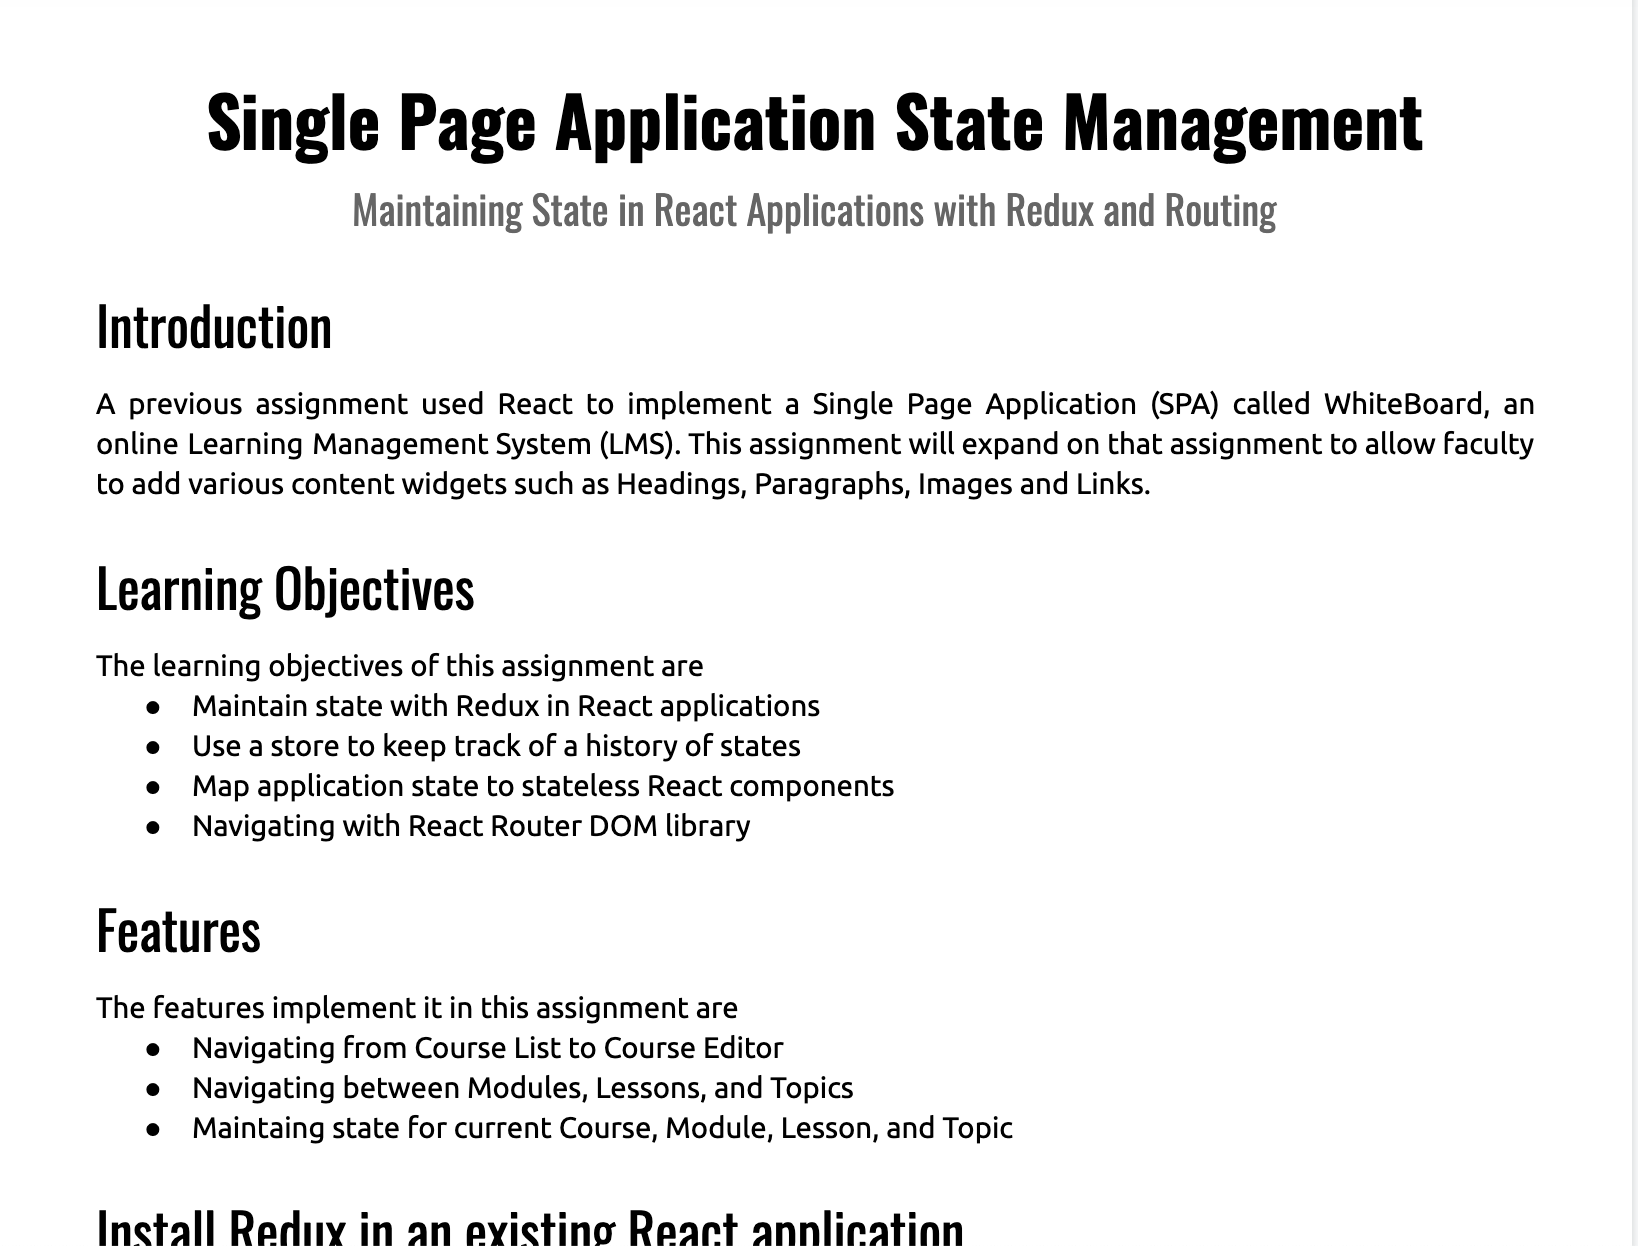 Single Page Application State Management
Maintaining State in React Applications with Redux and Routing
Introduction
A previous assignment used React to implement a Single Page Application (SPA) called WhiteBoard, an
online Learning Management System (LMS). This assignment will expand on that assignment to allow faculty
to add various content widgets such as Headings, Paragraphs, Images and Links.
Learning Objectives
The learning objectives of this assignment are
● Maintain state with Redux in React applications
● Use a store to keep track of a history of states
● Map application state to stateless React components
● Navigating with React Router DOM library
Features
The features implement it in this assignment are
● Navigating from Course List to Course Editor
● Navigating between Modules, Lessons, and Topics
● Maintaing state for current Course, Module, Lesson, and Topic
Install Redux in an existing React application